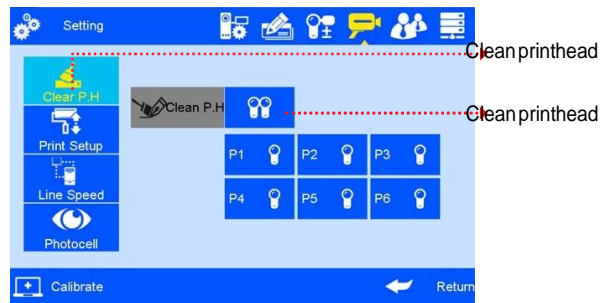 Setting
Clean printhead
Clear P.H
Clean P.H
Clean printhead
Print Setup
P1 P2 P3
Line Speed
P4 P5 P6
Photocell
Calibrate
Return